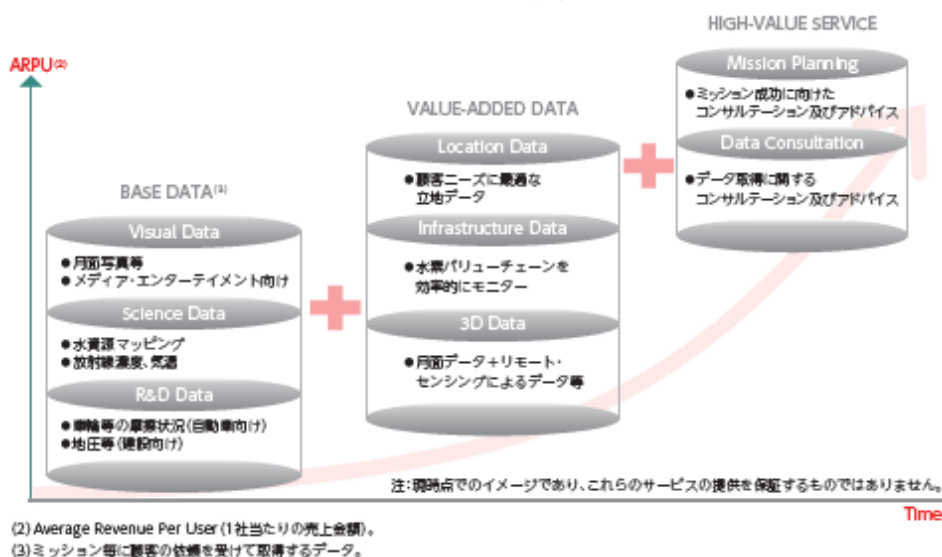 HIGH-VALUE SERVICE
ARPU(2)
Mission Planning
●ミッション成功に向けた
コンサルテーション及びアドバイス
VALUE-ADDED DATA
Data Consultation
Location Data
●データ取得に関する
コンサルテーション及びアドバイス
●顧客ニーズに最適な
立地データ
BASE DATA(3)
Visual Data
Infrastructure Data
●月面写真等
●メディア・エンターテイメント向け
●水素バリューチェーンを
効率的にモニター
Science Data
3D Data
●水資源マッピング
●放射線濃度、気温
●月面データ+リモート・
センシングによるデータ等
R&D Data
●車輪等の摩擦状況(自動車向け)
●地圧等(建設向け)
注:現時点でのイメージであり、これらのサービスの提供を保証するものではありません。
Time
(2) Average Revenue Per User (1社当たりの売上金額)。
(3)ミッション毎に顧客の依頼を受けて取得するデータ。